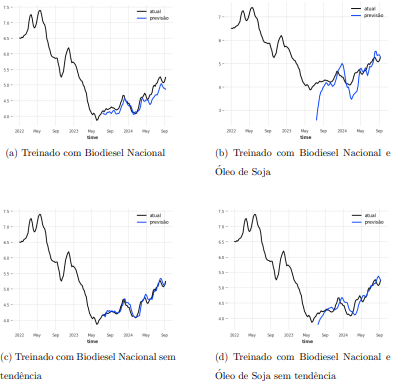 7.5
7.0
6.5
6.0
5.5
5.0
4.5
4.0
atual
previsão
2022 May Sep 2023 May Sep 2024 May Sep
time
(a) Treinado com Biodiesel Nacional
7
6
5
4
3
atual
previsão
2022 May Sep 2023 May Sep 2024 May Sep
time
(b) Treinado com Biodiesel Nacional e
Óleo de Soja
7.5
7.0
6.5
6.0
5.5
5.0
4.5
4.0
atual
previsão
2022 May Sep 2023 May Sep 2024 May Sep
time
(c) Treinado com Biodiesel Nacional sem
tendência
7.5
7.0
6.5
6.0
5.5
5.0
4.5
4.0
atual
previsão
2022 May Sep 2023 May Sep 2024 May Sep
time
(d) Treinado com Biodiesel Nacional e
Óleo de Soja sem tendência